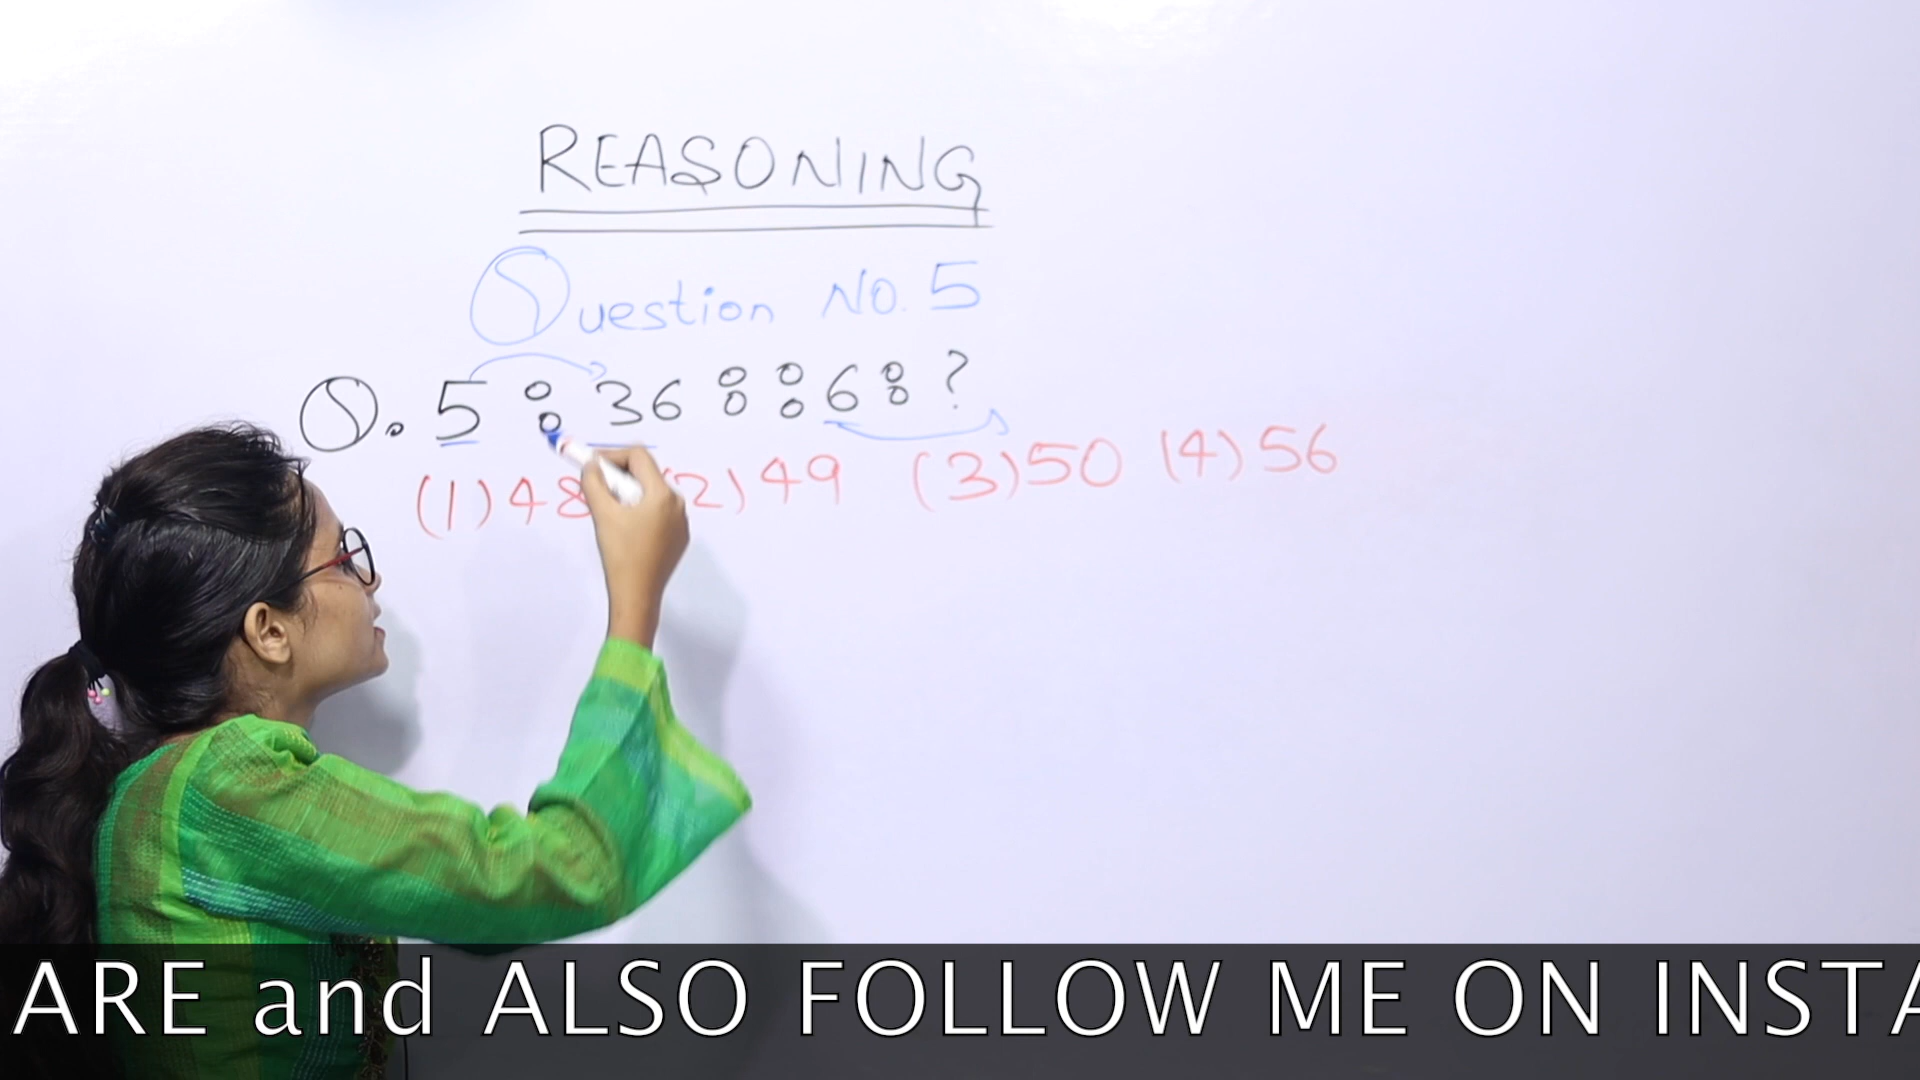 REASONING
Question No. 5
Q. 5 : 36 : : 6 : ?
(1) 48 (2) 49 (3) 50 (4) 56
ARE and ALSO FOLLOW ME ON INSTA